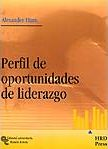 Alexander Hiam
Perfil de
oportunidades
de liderazgo
HRD
Press